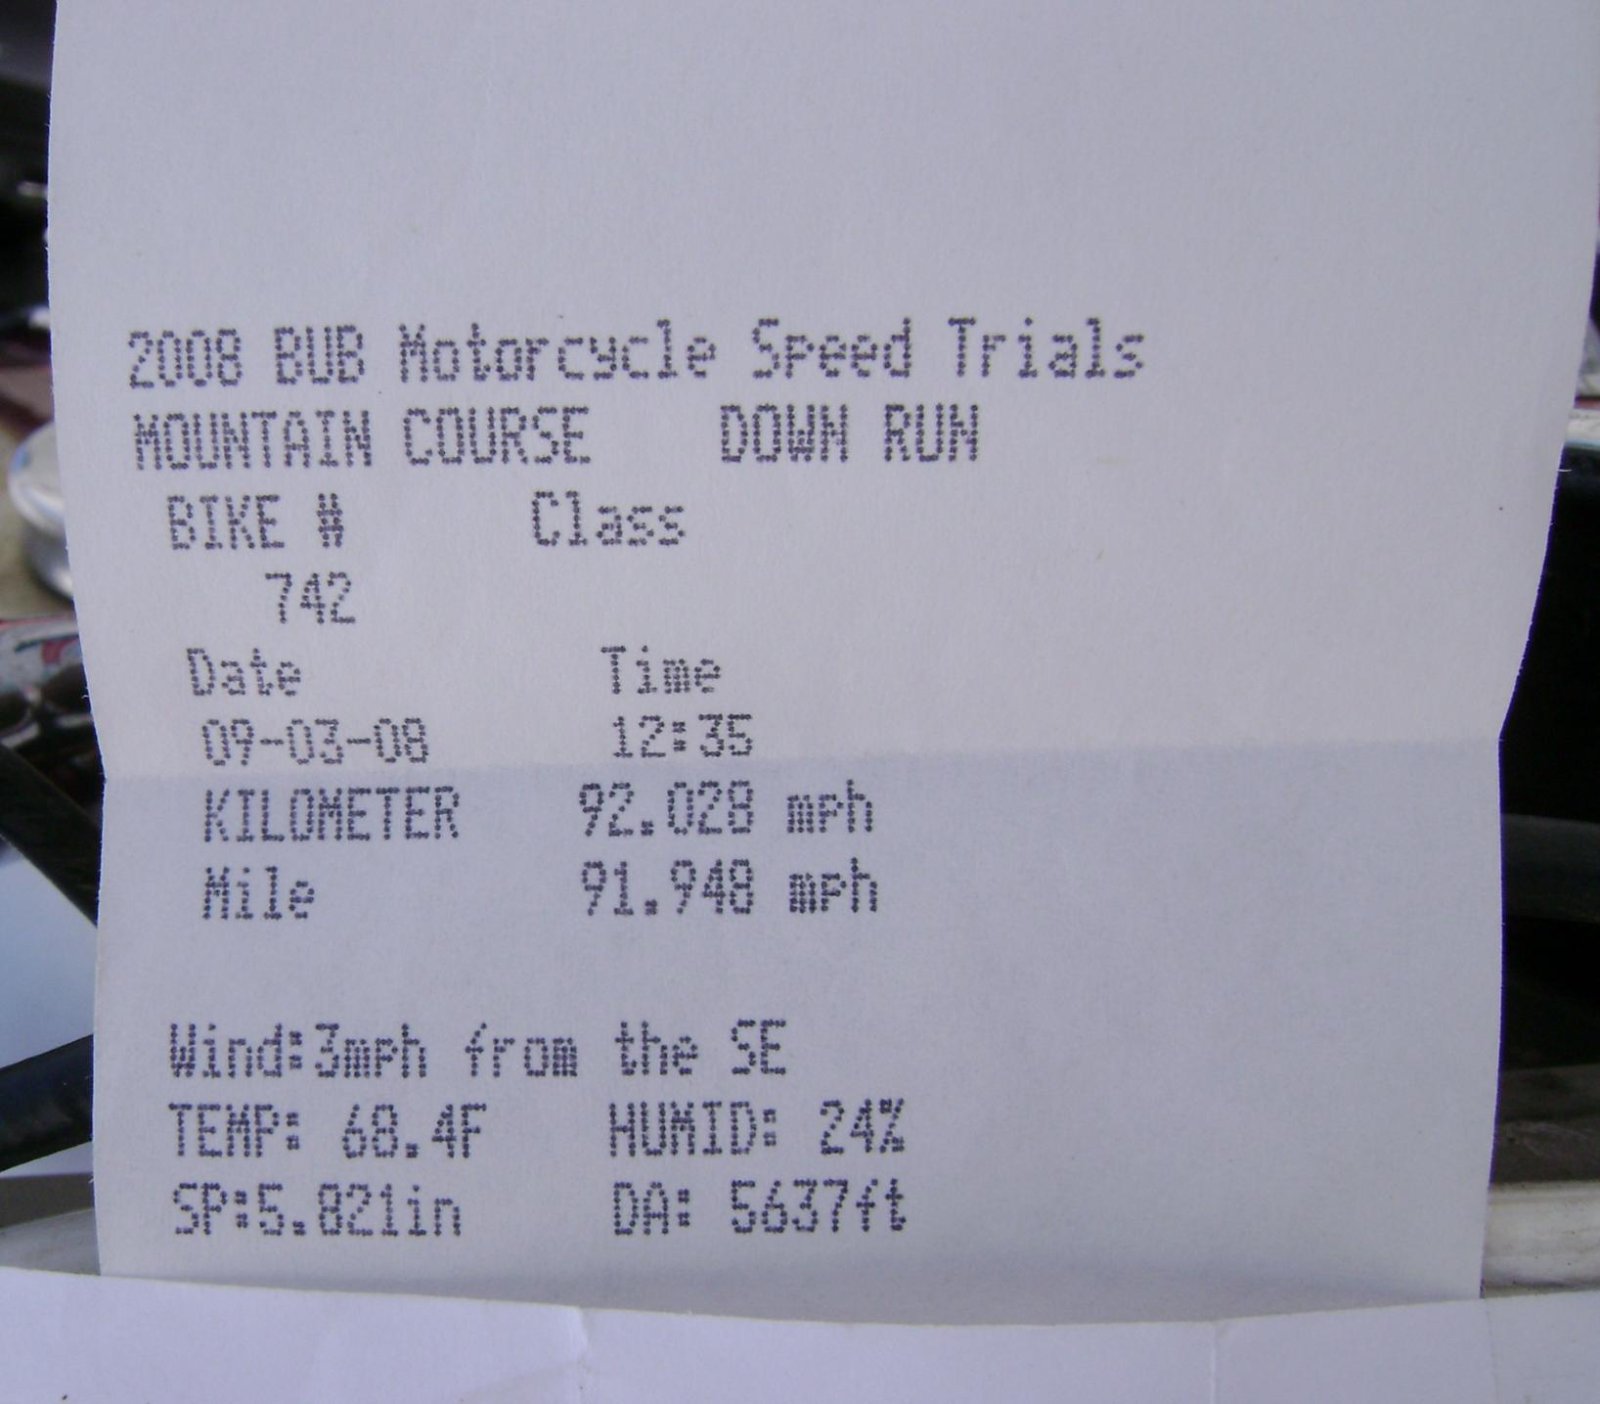 2008 BUB Motorcycle Speed Trials
MOUNTAIN COURSE DOWN RUN
BIKE # Class
742
Date Time
09-03-08 12:35
KILOMETER 92.028 mph
Mile 91.948 mph
Wind:3mph from the SE
TEMP: 68.4F HUMID: 24%
SP:5.821in DA: 5637ft